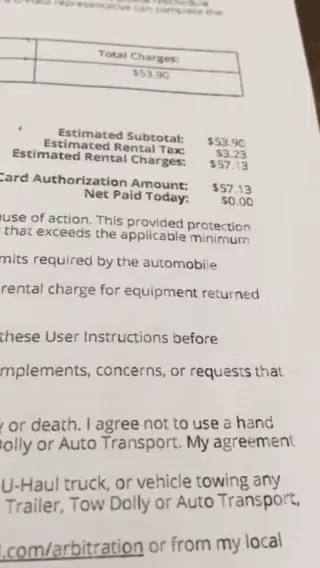 representative can complete the
Total Charges:
$53.90
Estimated Subtotal: $53.90
Estimated Rental Tax: $3.23
Estimated Rental Charges: $57.13
Card Authorization Amount: $57.13
Net Paid Today: $0.00
use of action. This provided protection
that exceeds the applicable minimum
mits required by the automobile
rental charge for equipment returned
these User Instructions before
mplements, concerns, or requests that
y or death. I agree not to use a hand
Dolly or Auto Transport. My agreement
U-Haul truck, or vehicle towing any
Trailer, Tow Dolly or Auto Transport,
.com/arbitration or from my local